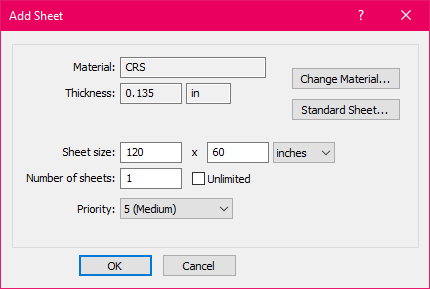 Add Sheet ?
Material: CRS
Change Material...
Thickness: 0.135 in
Standard Sheet...
Sheet size: 120 x 60 inches
Number of sheets: 1 Unlimited
Priority: 5 (Medium)
OK Cancel